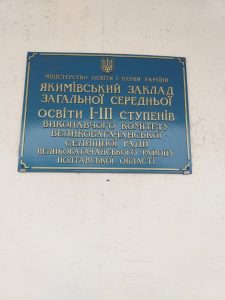 МІНІСТЕРСТВО ОСВІТИ І НАУКИ УКРАЇНИ
ЯКИМІВСЬКИЙ ЗАКЛАД
ЗАГАЛЬНОЇ СЕРЕДНЬОЇ
ОСВІТИ І-ІІІ СТУПЕНІВ
ВИКОНАВЧОГО КОМІТЕТУ
ВЕЛИКОБАГАЧАНСЬКОЇ
СЕЛИЩНОЇ РАДИ
ВЕЛИКОБАГАЧАНСЬКОГО РАЙОНУ
ПОЛТАВСЬКОЇ ОБЛАСТІ